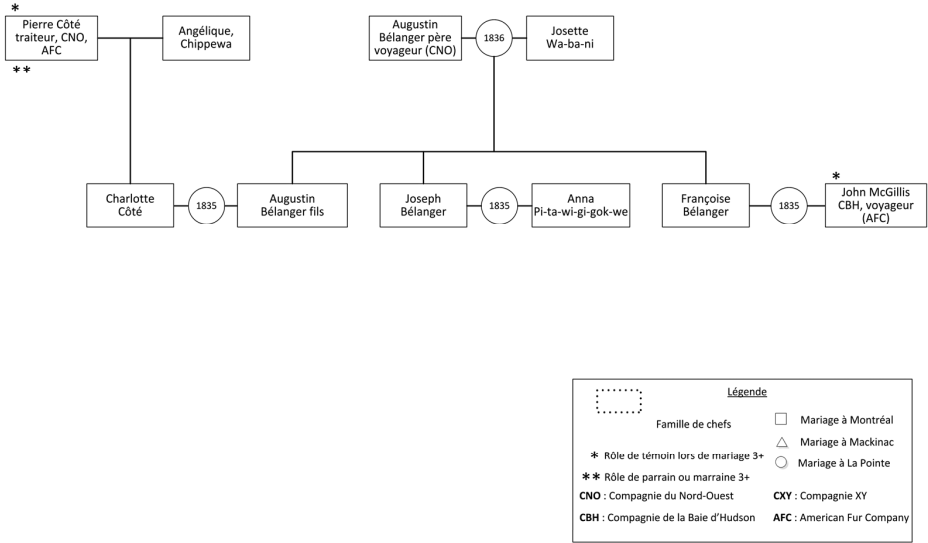 *
Pierre Côté
traiteur, CNO,
AFC
**
Angélique,
Chippewa
Augustin
Bélanger père
voyageur (CNO)
1836
Josette
Wa-ba-ni
Charlotte
Côté
1835
Augustin
Bélanger fils
Joseph
Bélanger
1835
Anna
Pi-ta-wi-gi-gok-we
Françoise
Bélanger
1835
*
John McGillis
CBH, voyageur
(AFC)
Légende
Famille de chefs
* Rôle de témoin lors de mariage 3+
** Rôle de parrain ou marraine 3+
Mariage à Montréal
Mariage à Mackinac
Mariage à La Pointe
CNO : Compagnie du Nord-Ouest
CXY : Compagnie XY
CBH : Compagnie de la Baie d’Hudson
AFC : American Fur Company